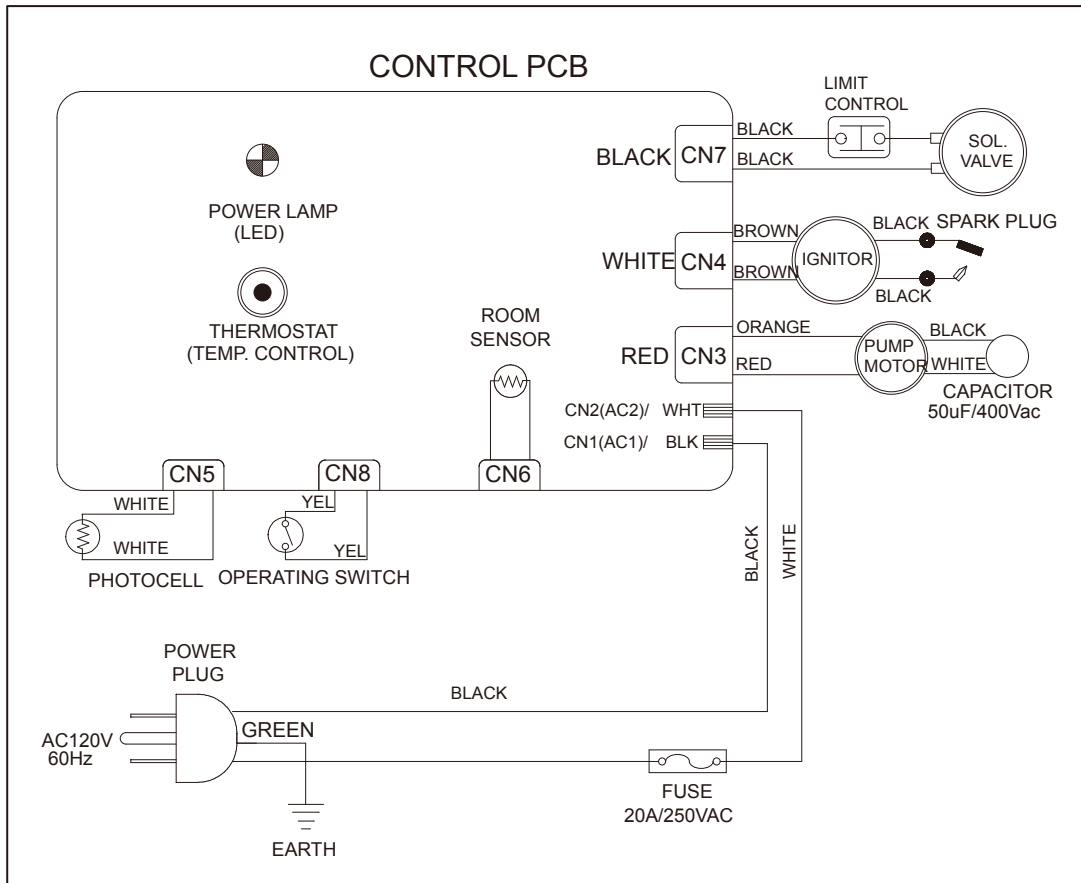 CONTROL PCB
LIMIT
CONTROL
BLACK
BLACK CN7
BLACK
SOL.
VALVE
POWER LAMP
(LED)
BROWN
WHITE CN4
BROWN
IGNITOR
BLACK
SPARK PLUG
BLACK
THERMOSTAT
(TEMP. CONTROL)
ROOM
SENSOR
ORANGE
RED CN3
RED
PUMP
MOTOR
BLACK
WHITE
CAPACITOR
50uF/400Vac
CN2(AC2)/ WHT
CN1(AC1)/ BLK
CN5
CN8
CN6
WHITE
WHITE
PHOTOCELL
YEL
YEL
OPERATING SWITCH
BLACK
WHITE
POWER
PLUG
BLACK
GREEN
AC120V
60Hz
EARTH
FUSE
20A/250VAC